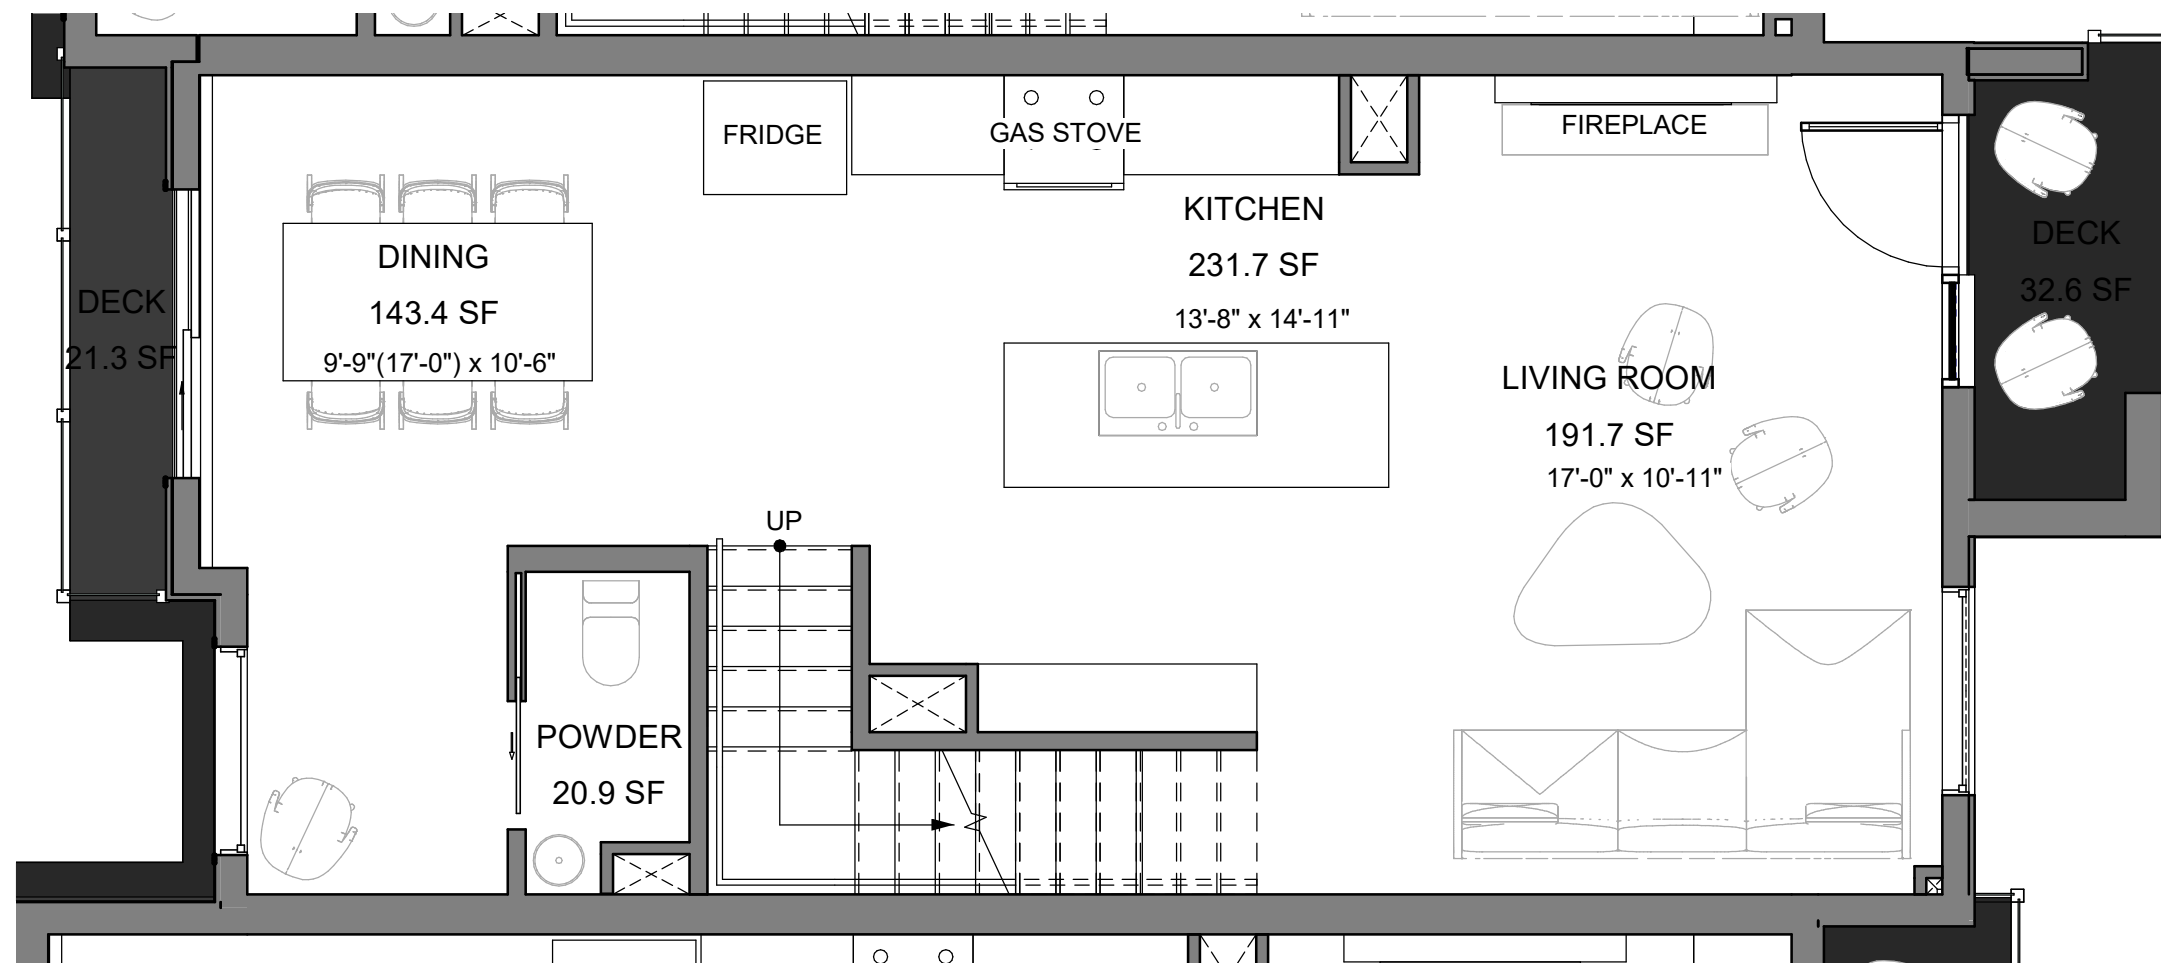 FRIDGE
GAS STOVE
FIREPLACE
KITCHEN
231.7 SF
13'-8" x 14'-11"
DINING
143.4 SF
9'-9"(17'-0") x 10'-6"
DECK
21.3 SF
DECK
32.6 SF
LIVING ROOM
191.7 SF
17'-0" x 10'-11"
UP
POWDER
20.9 SF